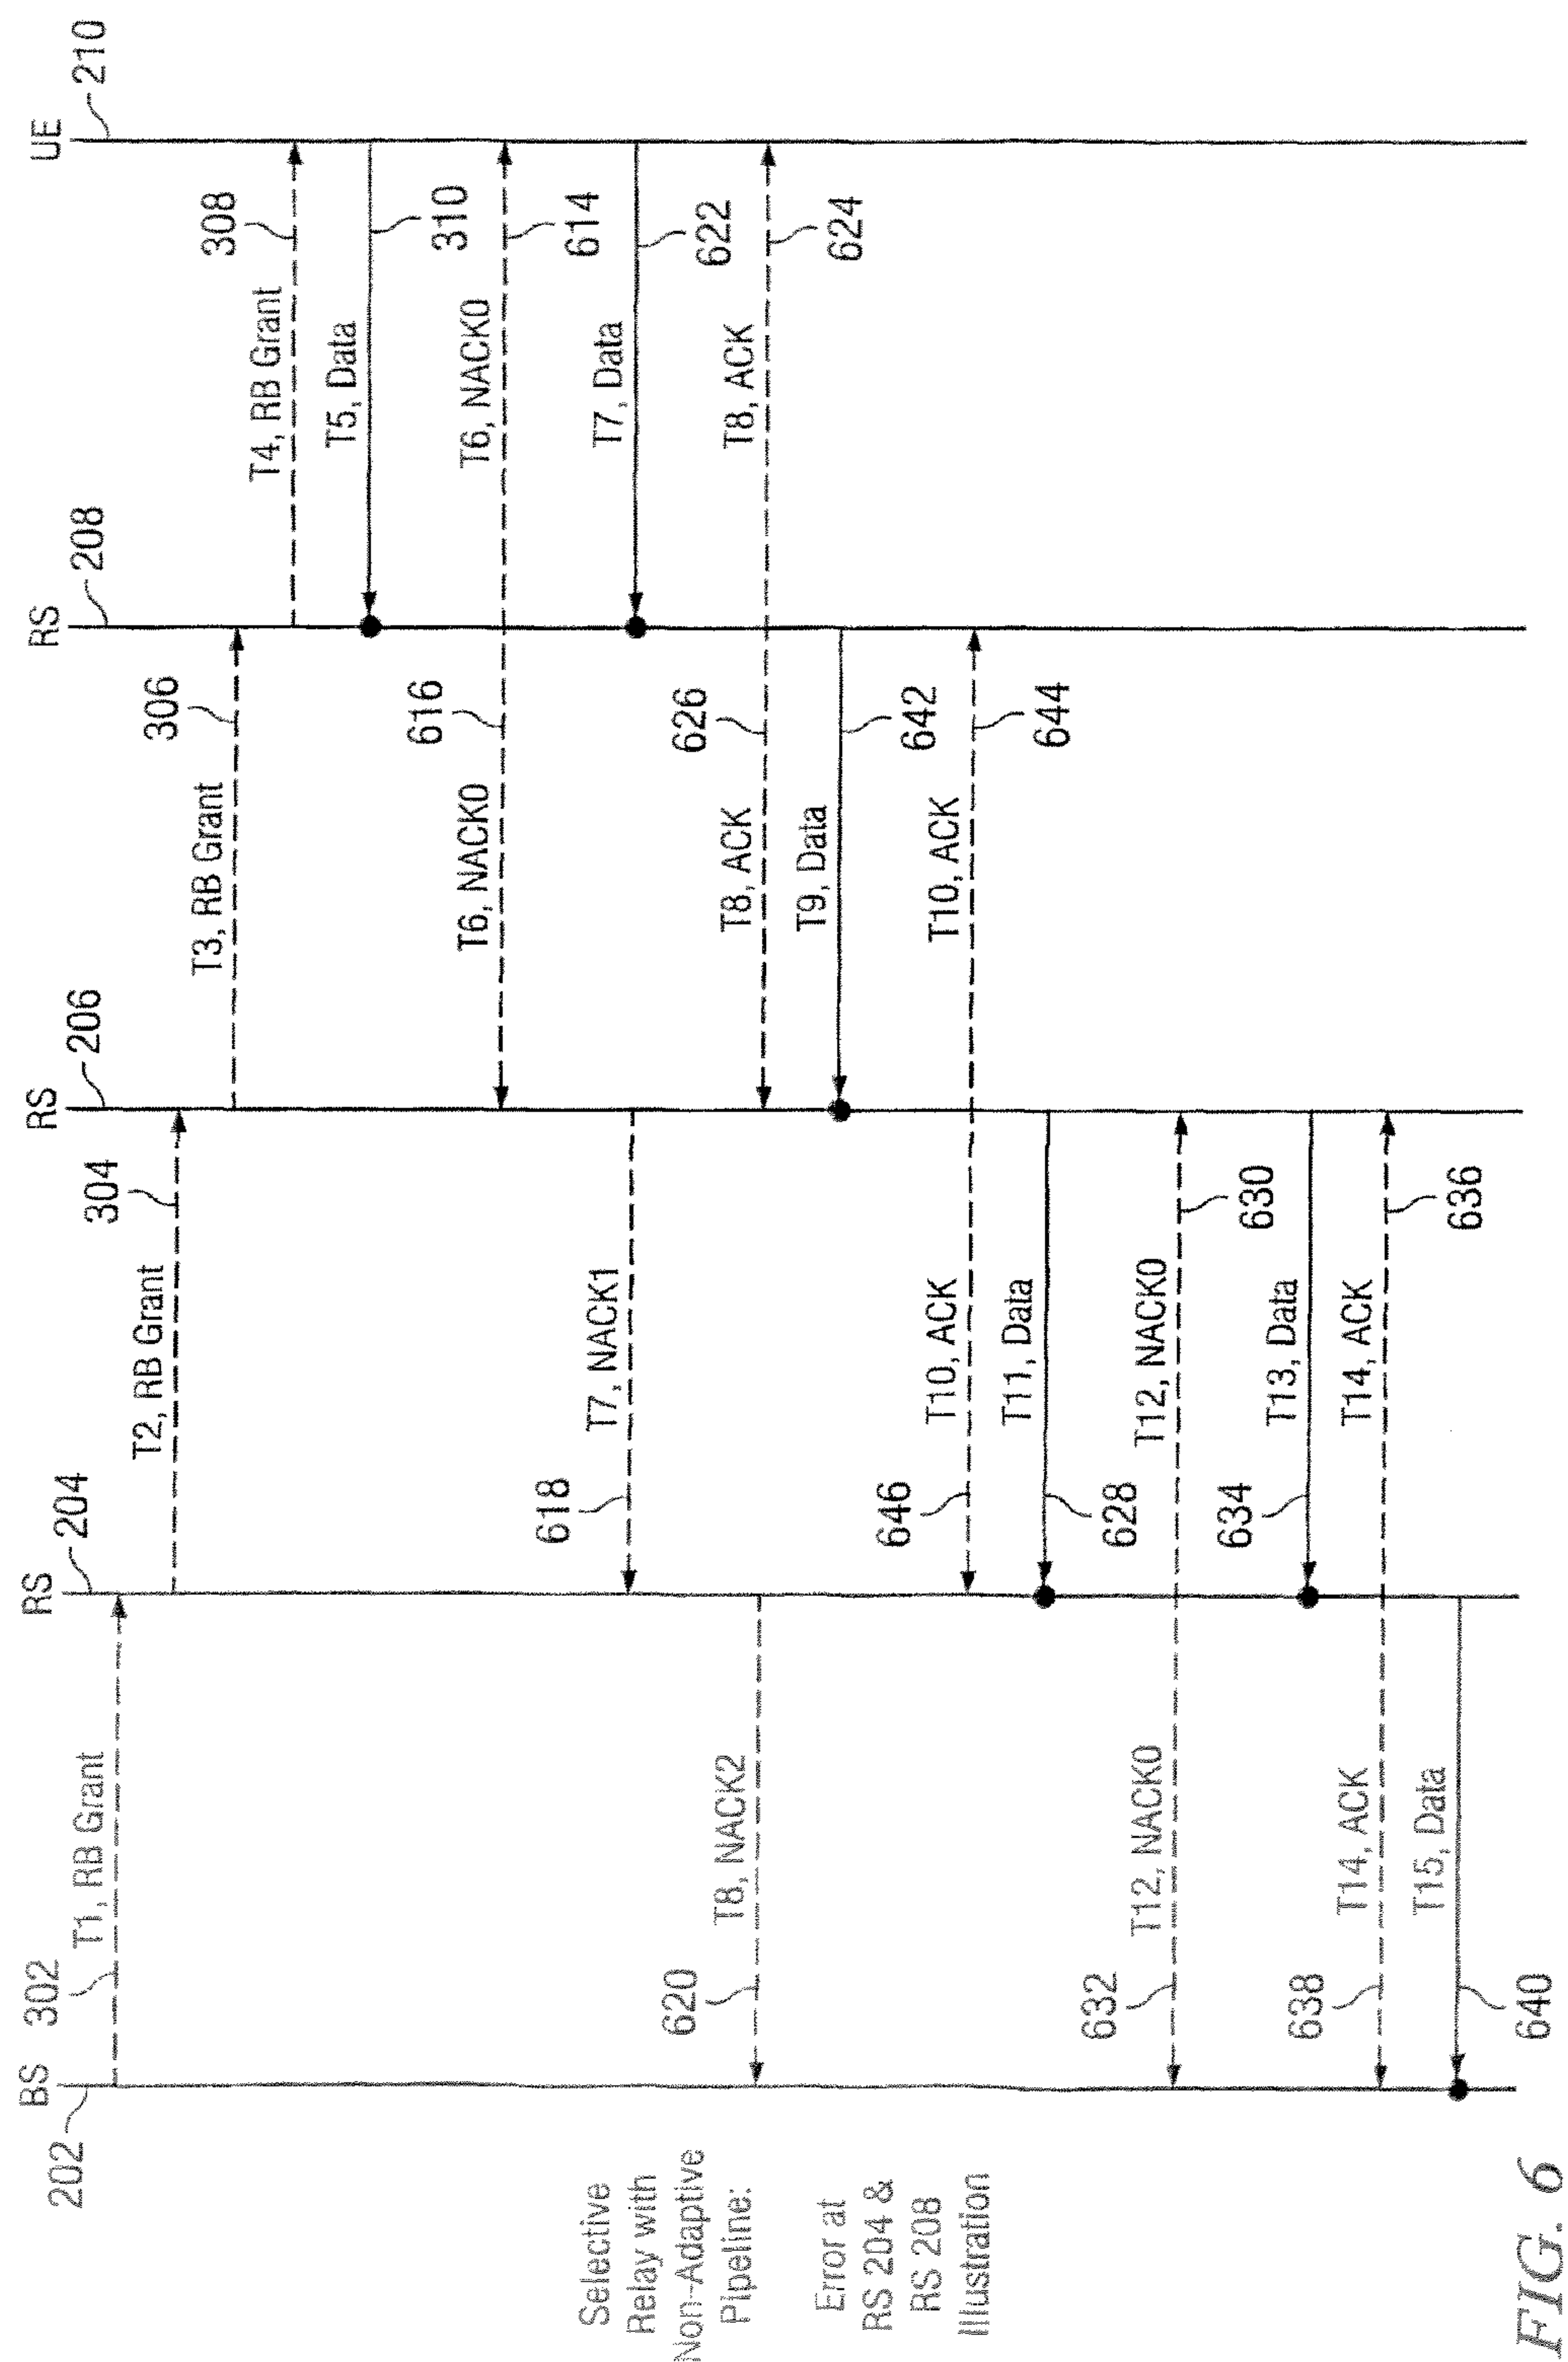 BS
RS
RS
RS
UE
202
204
206
208
210
302
T1, RB Grant
304
T2, RB Grant
306
T3, RB Grant
308
T4, RB Grant
T5, Data
310
616
T6, NACK0
T6, NACK0
614
618
T7, NACK1
T7, Data
622
620
T8, NACK2
626
T8, ACK
T8, ACK
624
T9, Data
642
646
T10, ACK
T10, ACK
644
T11, Data
628
632
T12, NACK0
T12, NACK0
630
634
T13, Data
638
T14, ACK
T14, ACK
636
T15, Data
640
Selective
Relay with
Non-Adaptive
Pipeline:
Error at
RS 204 &
RS 208
Illustration
FIG. 6